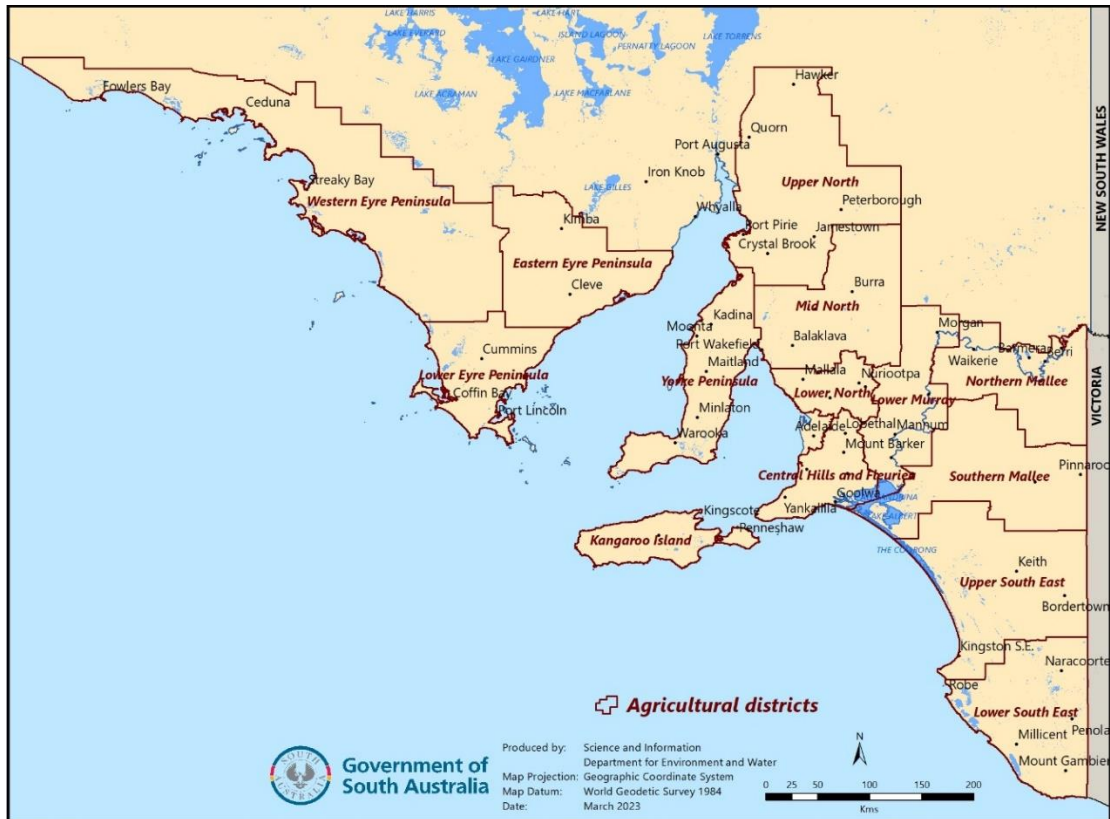 LAKE HARRIS
LAKE HART
LAKE EVERARD
ISLAND LAGOON
LAKE TORRENS
PERNATTY LAGOON
LAKE GAIRDNER
LAKE ACRAMAN
LAKE MACFARLANE
NEW SOUTH WALES
Hawker
Fowlers Bay
Ceduna
Quorn
Port Augusta
Iron Knob
LAKE GILLES
Upper North
Streaky Bay
Western Eyre Peninsula
Whyalla
Peterborough
Kimba
Port Pirie
Jamestown
Crystal Brook
Eastern Eyre Peninsula
Cleve
Burra
Mid North
Kadina
Moonta
Morgan
Port Wakefield
Balaklava
Cummins
Maitland
Waikerie
Barmera
Berri
Lower Eyre Peninsula
Yorke Peninsula
Mallala
Nuriootpa
Northern Mallee
Coffin Bay
Lower North
Lower Murray
VICTORIA
Port Lincoln
Minlaton
Warooka
Adelaide
Lobethal
Mannum
Mount Barker
Pinnaroo
Central Hills and Fleurieu
Southern Mallee
Goolwa
Yankalilla
LAKE ALBERT
Kingscote
Penneshaw
Kangaroo Island
THE COORONG
Keith
Upper South East
Bordertown
Kingston S.E.
Naracoorte
Robe
Agricultural districts
Lower South East
Penola
Millicent
Mount Gambier
SOUTH AUSTRALIA
Government of
South Australia
Produced by: Science and Information
Department for Environment and Water
Map Projection: Geographic Coordinate System
Map Datum: World Geodetic Survey 1984
Date: March 2023
N
0 25 50 100 150 200
Kms